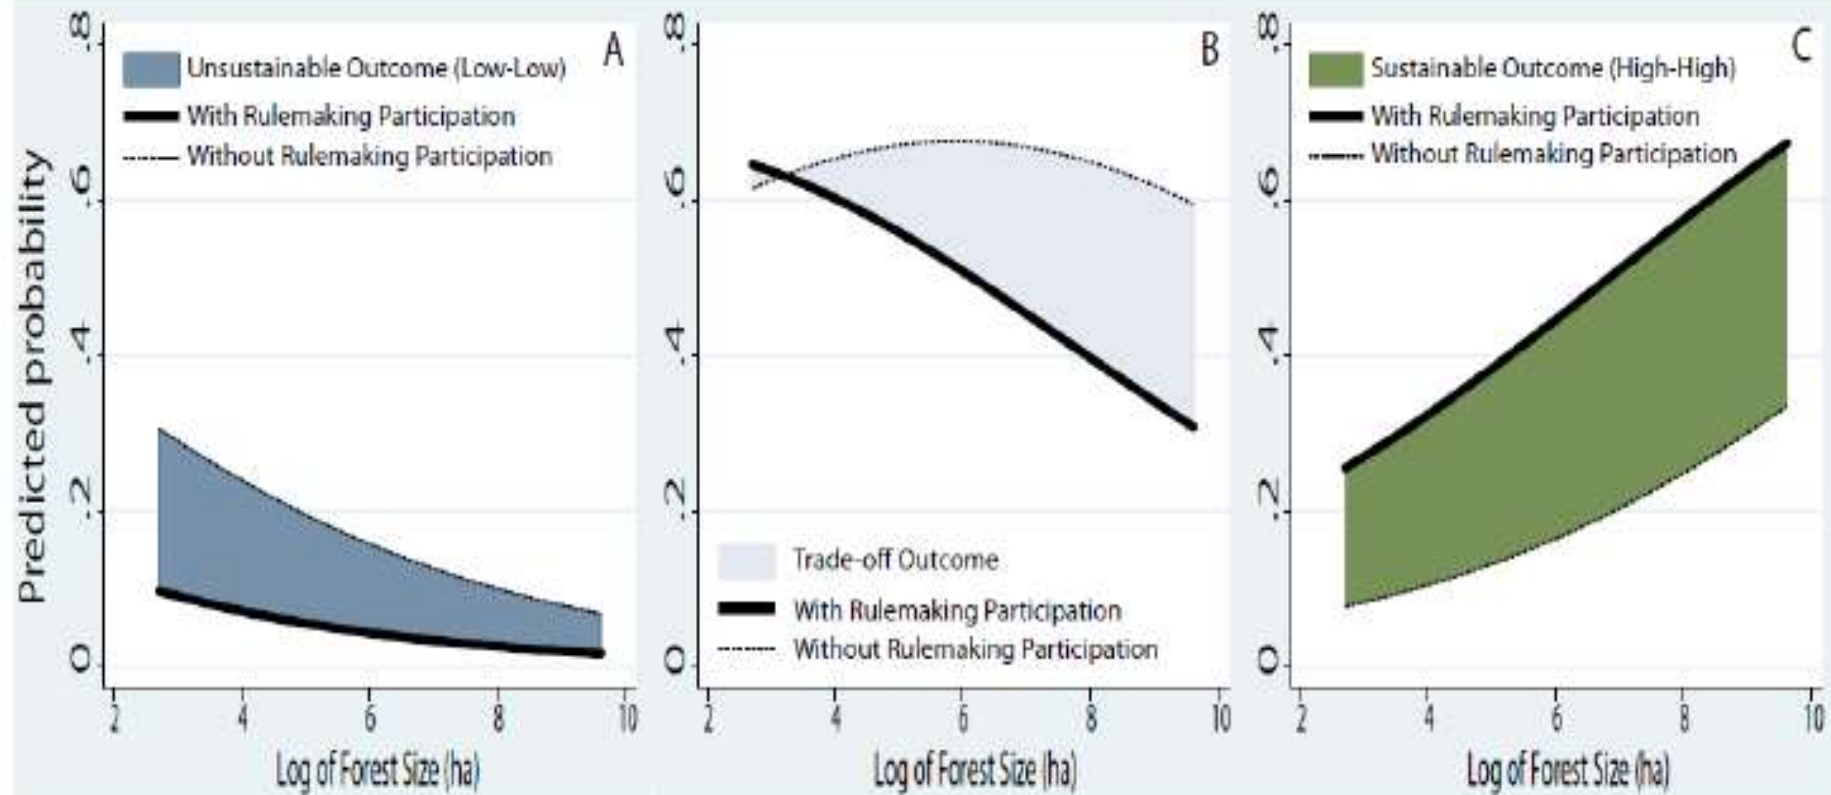 Predicted probability
A
Unsustainable Outcome (Low-Low)
With Rulemaking Participation
Without Rulemaking Participation
.8
.6
.4
.2
0
2 4 6 8 10
Log of Forest Size (ha)
B
.8
.6
.4
.2
0
Trade-off Outcome
With Rulemaking Participation
Without Rulemaking Participation
2 4 6 8 10
Log of Forest Size (ha)
C
Sustainable Outcome (High-High)
With Rulemaking Participation
Without Rulemaking Participation
.8
.6
.4
.2
0
2 4 6 8 10
Log of Forest Size (ha)